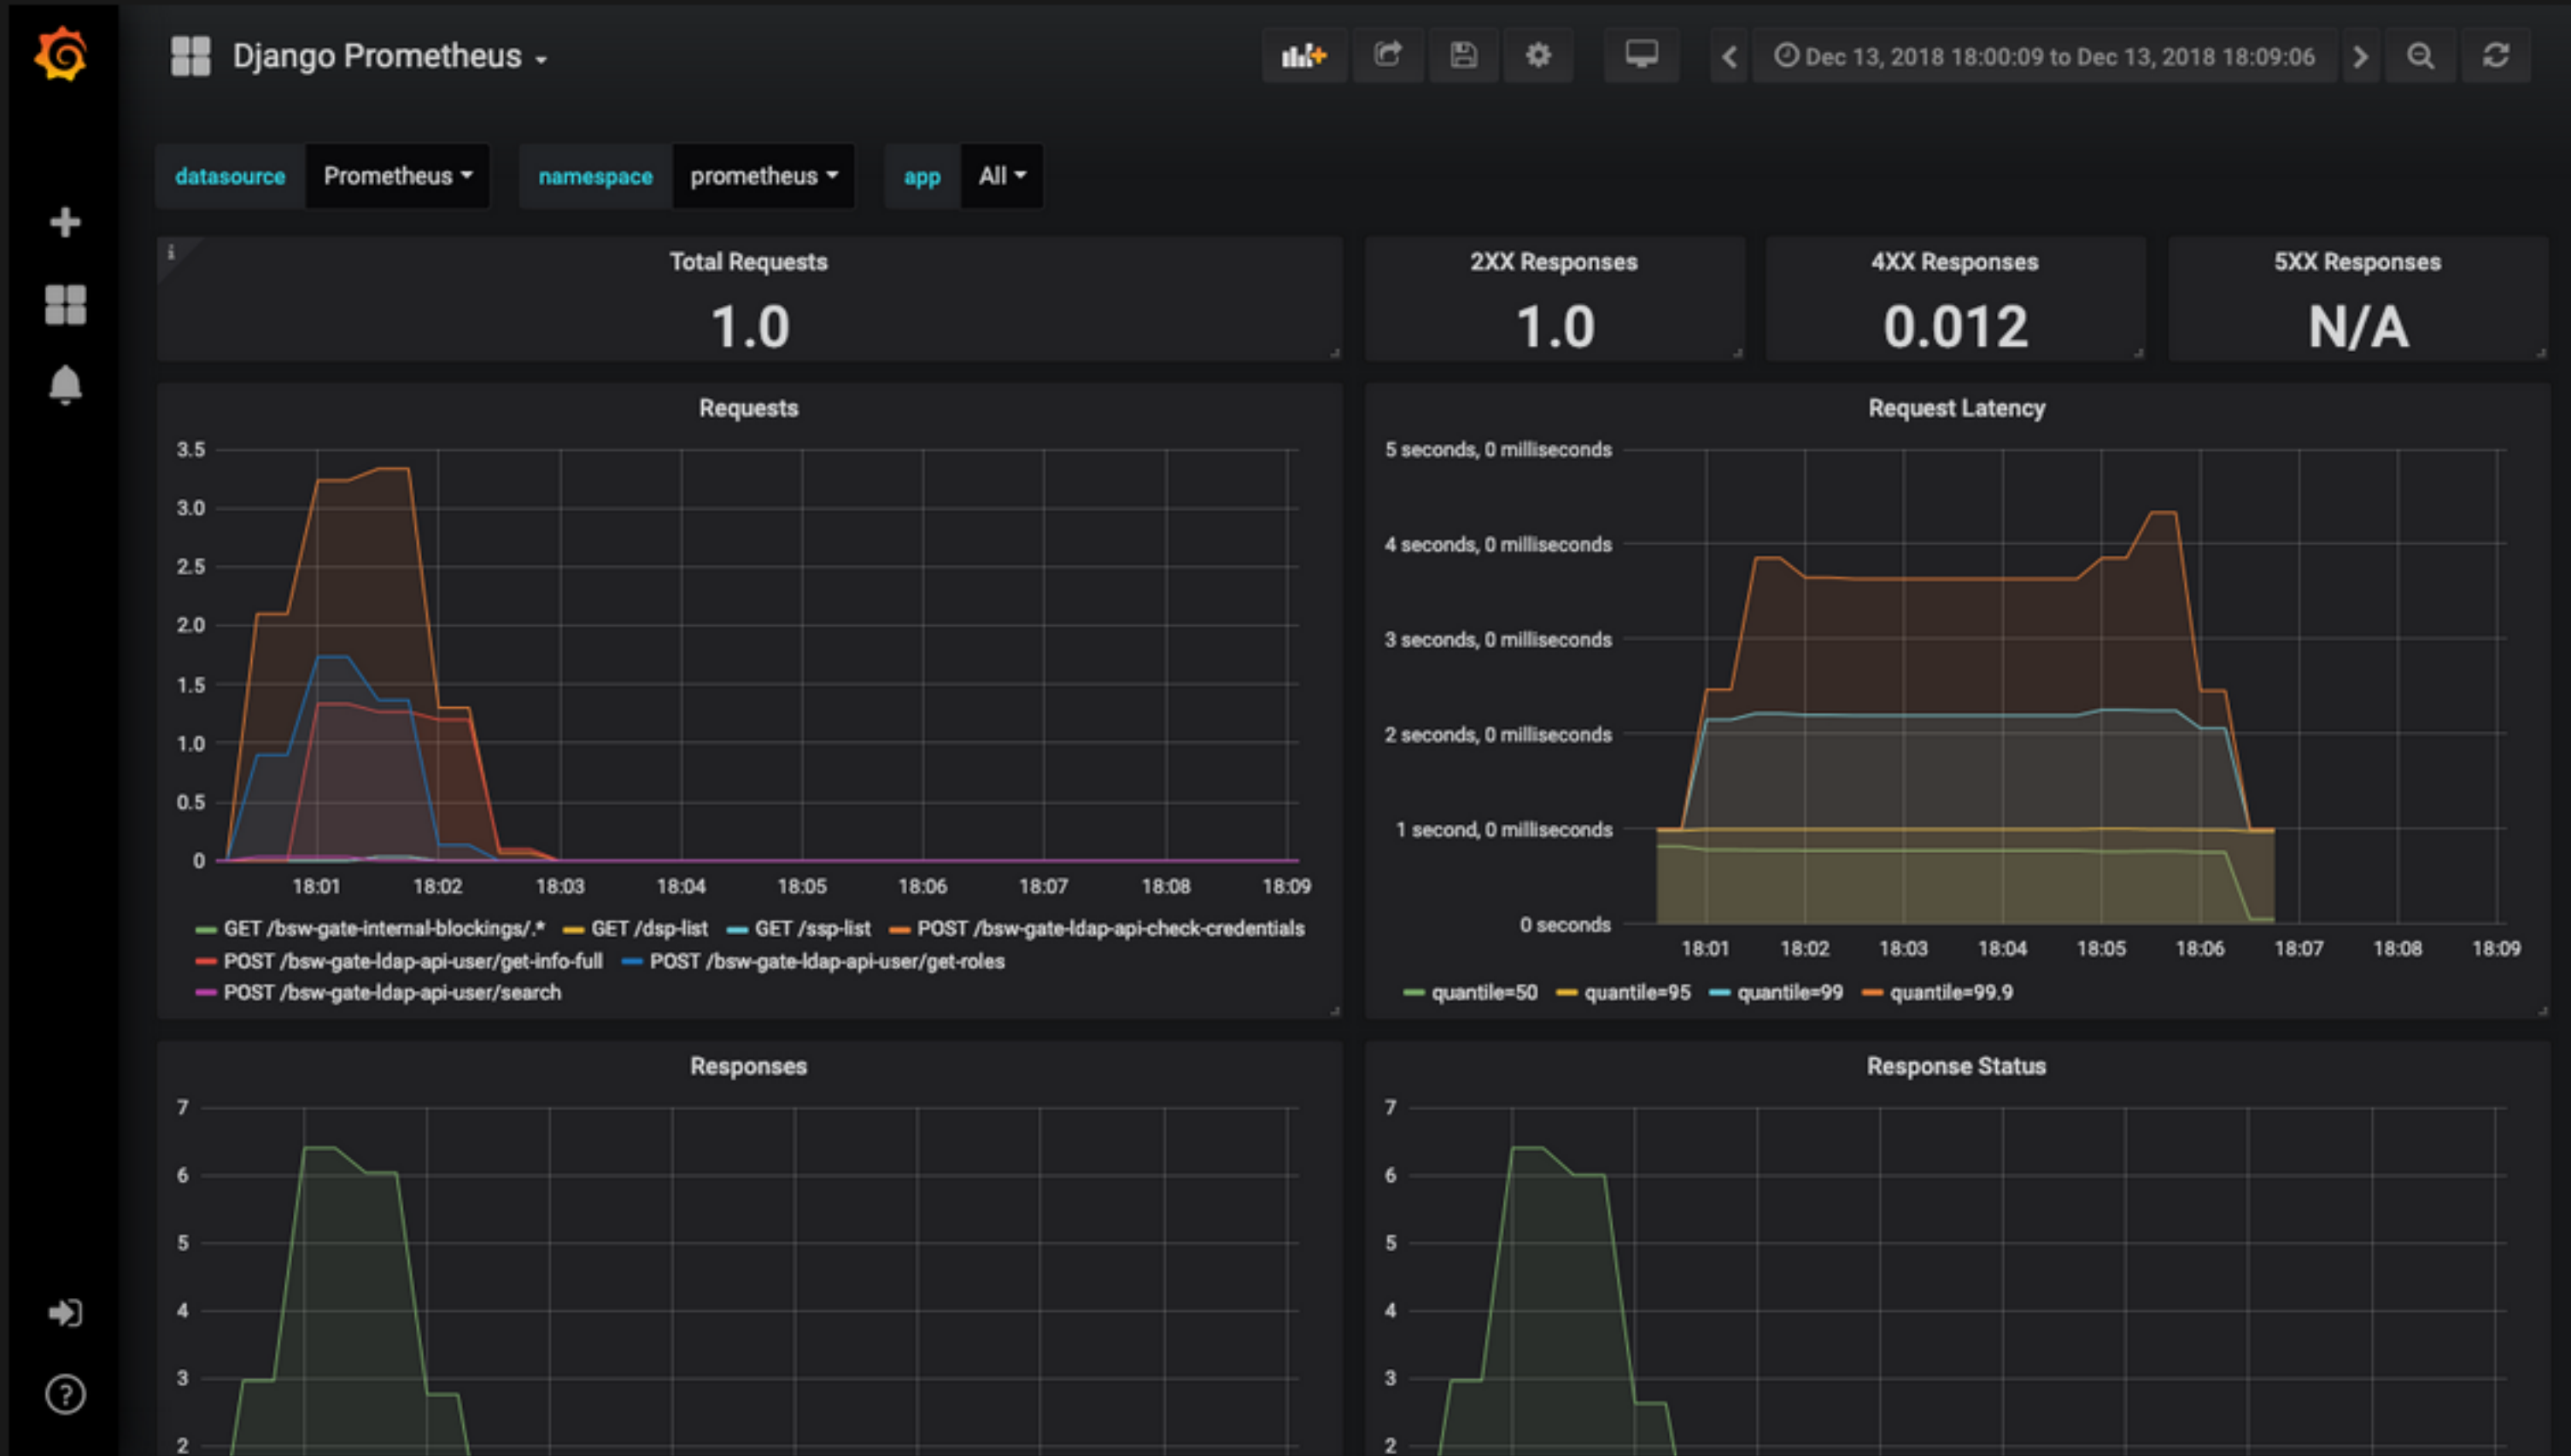 Django Prometheus
Dec 13, 2018 18:00:09 to Dec 13, 2018 18:09:06
datasource Prometheus namespace prometheus app All
i
Total Requests
1.0
2XX Responses
1.0
4XX Responses
0.012
5XX Responses
N/A
Requests
3.5
3.0
2.5
2.0
1.5
1.0
0.5
0
18:01 18:02 18:03 18:04 18:05 18:06 18:07 18:08 18:09
GET /bsw-gate-internal-blockings/.* GET /dsp-list GET /ssp-list POST /bsw-gate-ldap-api-check-credentials
POST /bsw-gate-ldap-api-user/get-info-full POST /bsw-gate-ldap-api-user/get-roles
POST /bsw-gate-ldap-api-user/search
Request Latency
5 seconds, 0 milliseconds
4 seconds, 0 milliseconds
3 seconds, 0 milliseconds
2 seconds, 0 milliseconds
1 second, 0 milliseconds
0 seconds
18:01 18:02 18:03 18:04 18:05 18:06 18:07 18:08 18:09
quantile=50 quantile=95 quantile=99 quantile=99.9
Responses
7
6
5
4
3
2
Response Status
7
6
5
4
3
2
?